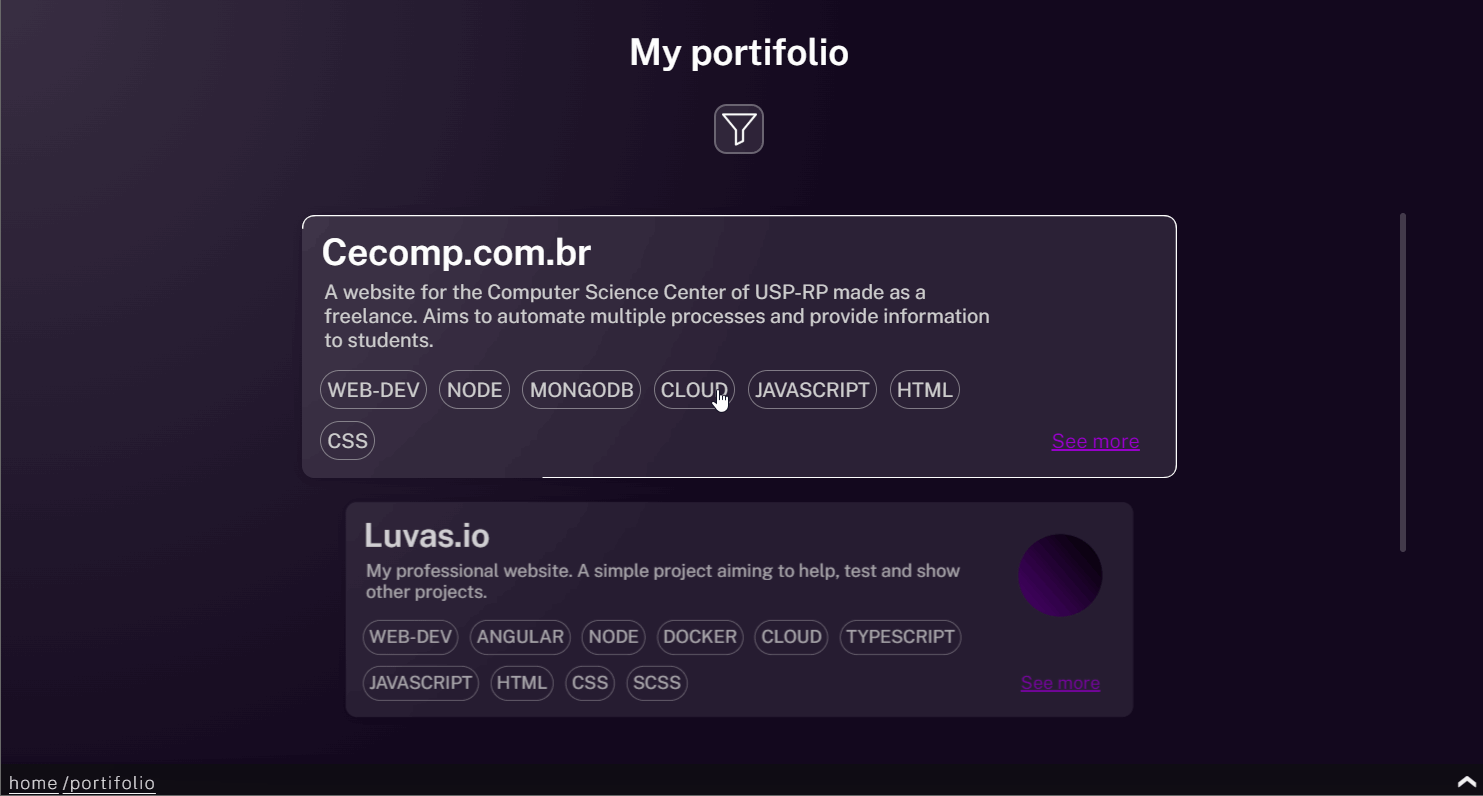 My portifolio
Cecomp.com.br
A website for the Computer Science Center of USP-RP made as a
freelance. Aims to automate multiple processes and provide information
to students.
WEB-DEV NODE MONGODB CLOUD JAVASCRIPT HTML
CSS See more
Luvas.io
My professional website. A simple project aiming to help, test and show
other projects.
WEB-DEV ANGULAR NODE DOCKER CLOUD TYPESCRIPT
JAVASCRIPT HTML CSS SCSS See more
home /portifolio